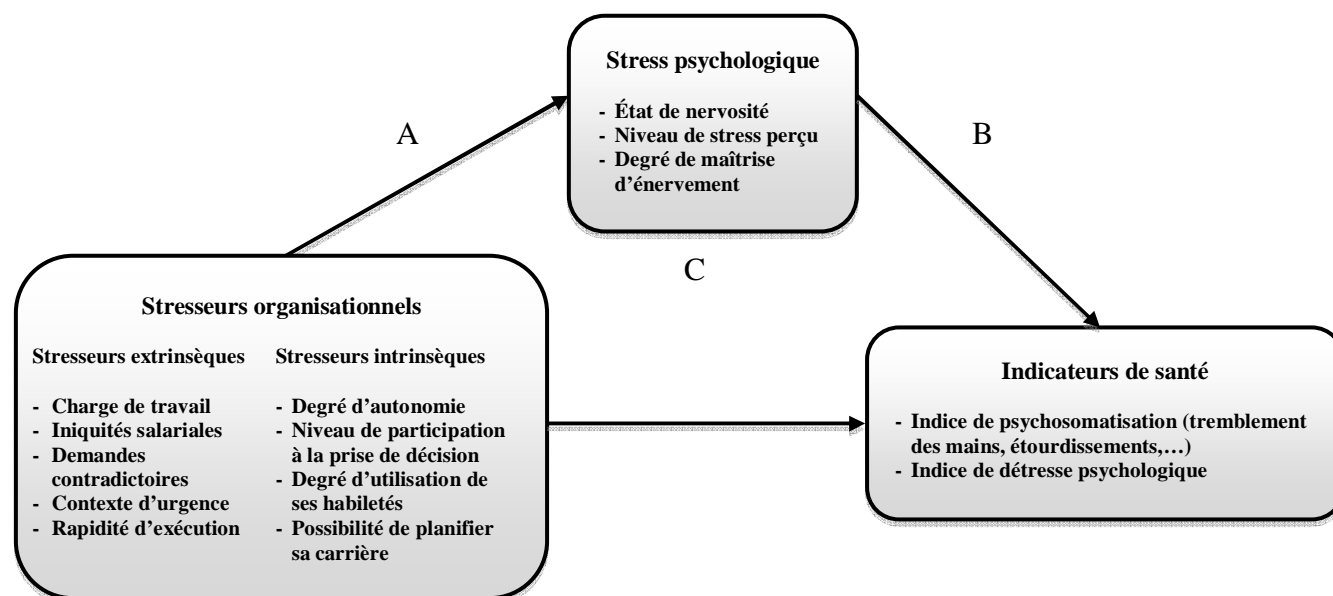 Stress psychologique
- État de nervosité
- Niveau de stress perçu
- Degré de maîtrise
d’énervement
A
B
C
Stresseurs organisationnels
Stresseurs extrinsèques
- Charge de travail
- Iniquités salariales
- Demandes
contradictoires
- Contexte d’urgence
- Rapidité d’exécution
Stresseurs intrinsèques
- Degré d’autonomie
- Niveau de participation
à la prise de décision
- Degré d’utilisation de
ses habiletés
- Possibilité de planifier
sa carrière
Indicateurs de santé
- Indice de psychosomatisation (tremblement
des mains, étourdissements,…)
- Indice de détresse psychologique